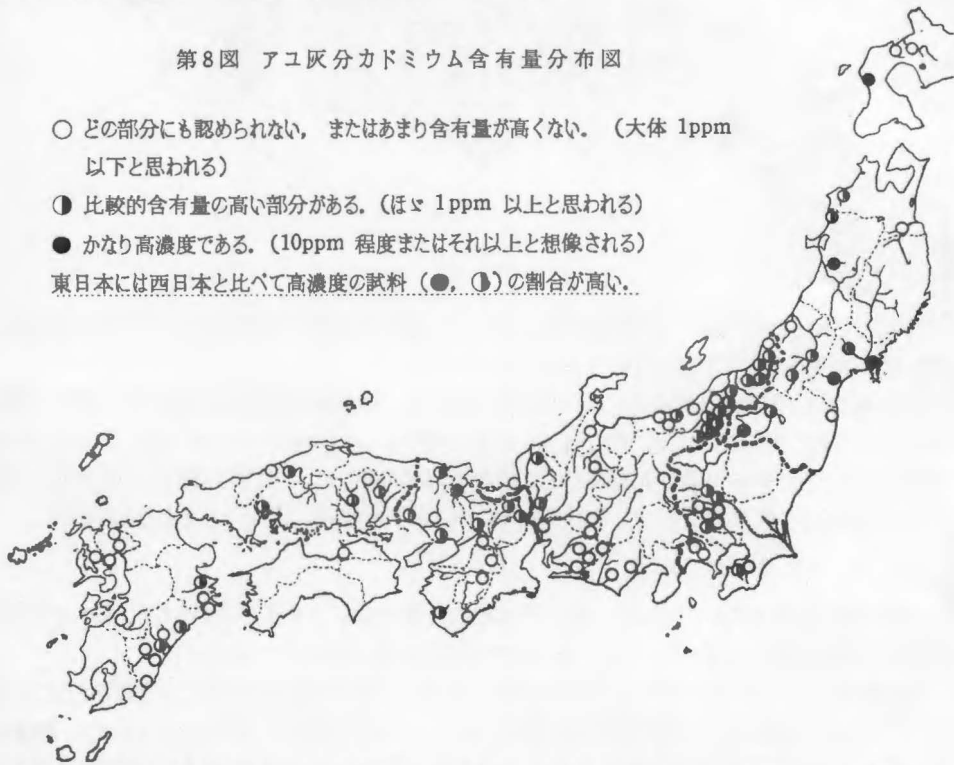 第8図 アユ灰分カドミウム含有量分布図
○ どの部分にも認められない，またはあまり含有量が高くない．（大体 1ppm
以下と思われる）
◑ 比較的含有量の高い部分がある．（ほゞ 1ppm 以上と思われる）
● かなり高濃度である．（10ppm 程度またはそれ以上と想像される）
東日本には西日本と比べて高濃度の試料（●，◑）の割合が高い．